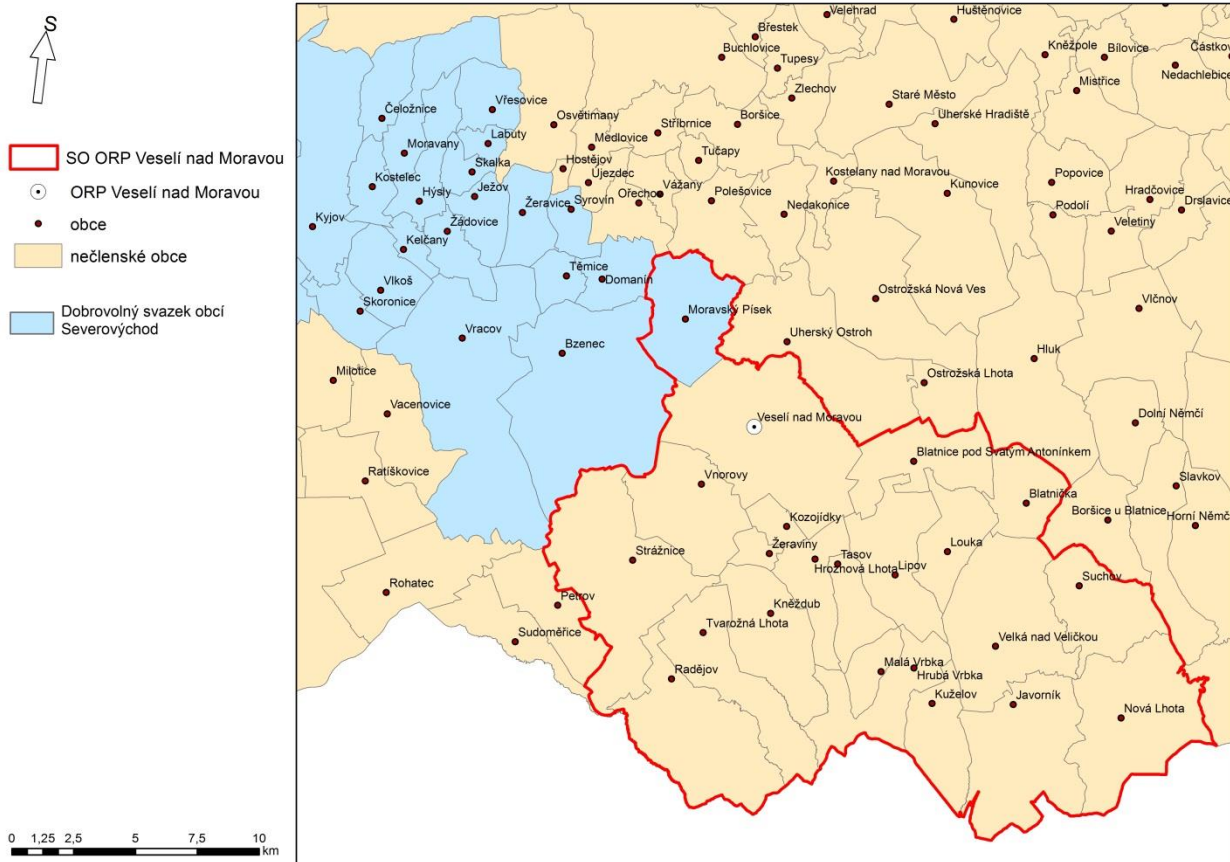 S
SO ORP Veselí nad Moravou
ORP Veselí nad Moravou
obce
nečlenské obce
Dobrovolný svazek obcí
Severovýchod
0 1,25 2,5 5 7,5 10
km
Velehrad
Huštěnovice
Břestek
Buchlovice
Tupesy
Kněžpole
Bílovice
Částkov
Nedachlebice
Mistřice
Zlechov
Staré Město
Čeložnice
Vřesovice
Osvětimany
Stříbrnice
Boršice
Uherské Hradiště
Labuty
Medlovice
Moravany
Tučapy
Skalka
Hostějov
Újezdec
Kostelany nad Moravou
Popovice
Kostelec
Hýsly
Ježov
Ořechov
Vážany
Polešovice
Kunovice
Hradčovice
Drslavice
Žeravice
Syrovín
Nedakonice
Podolí
Veletiny
Kyjov
Žádovice
Kelčany
Těmice
Domanín
Vlkoš
Skoronice
Moravský Písek
Ostrožská Nová Ves
Vlčnov
Vracov
Bzenec
Uherský Ostroh
Hluk
Milotice
Ostrožská Lhota
Vacenovice
Veselí nad Moravou
Dolní Němčí
Blatnice pod Svatým Antonínkem
Ratíškovice
Vnorovy
Slavkov
Blatnička
Boršice u Blatnice
Horní Němčí
Kozojídky
Strážnice
Žeraviny
Tasov
Hroznová Lhota
Louka
Lipov
Suchov
Rohatec
Petrov
Kněždub
Sudoměřice
Tvarožná Lhota
Velká nad Veličkou
Radějov
Malá Vrbka
Hrubá Vrbka
Kuželov
Javorník
Nová Lhota